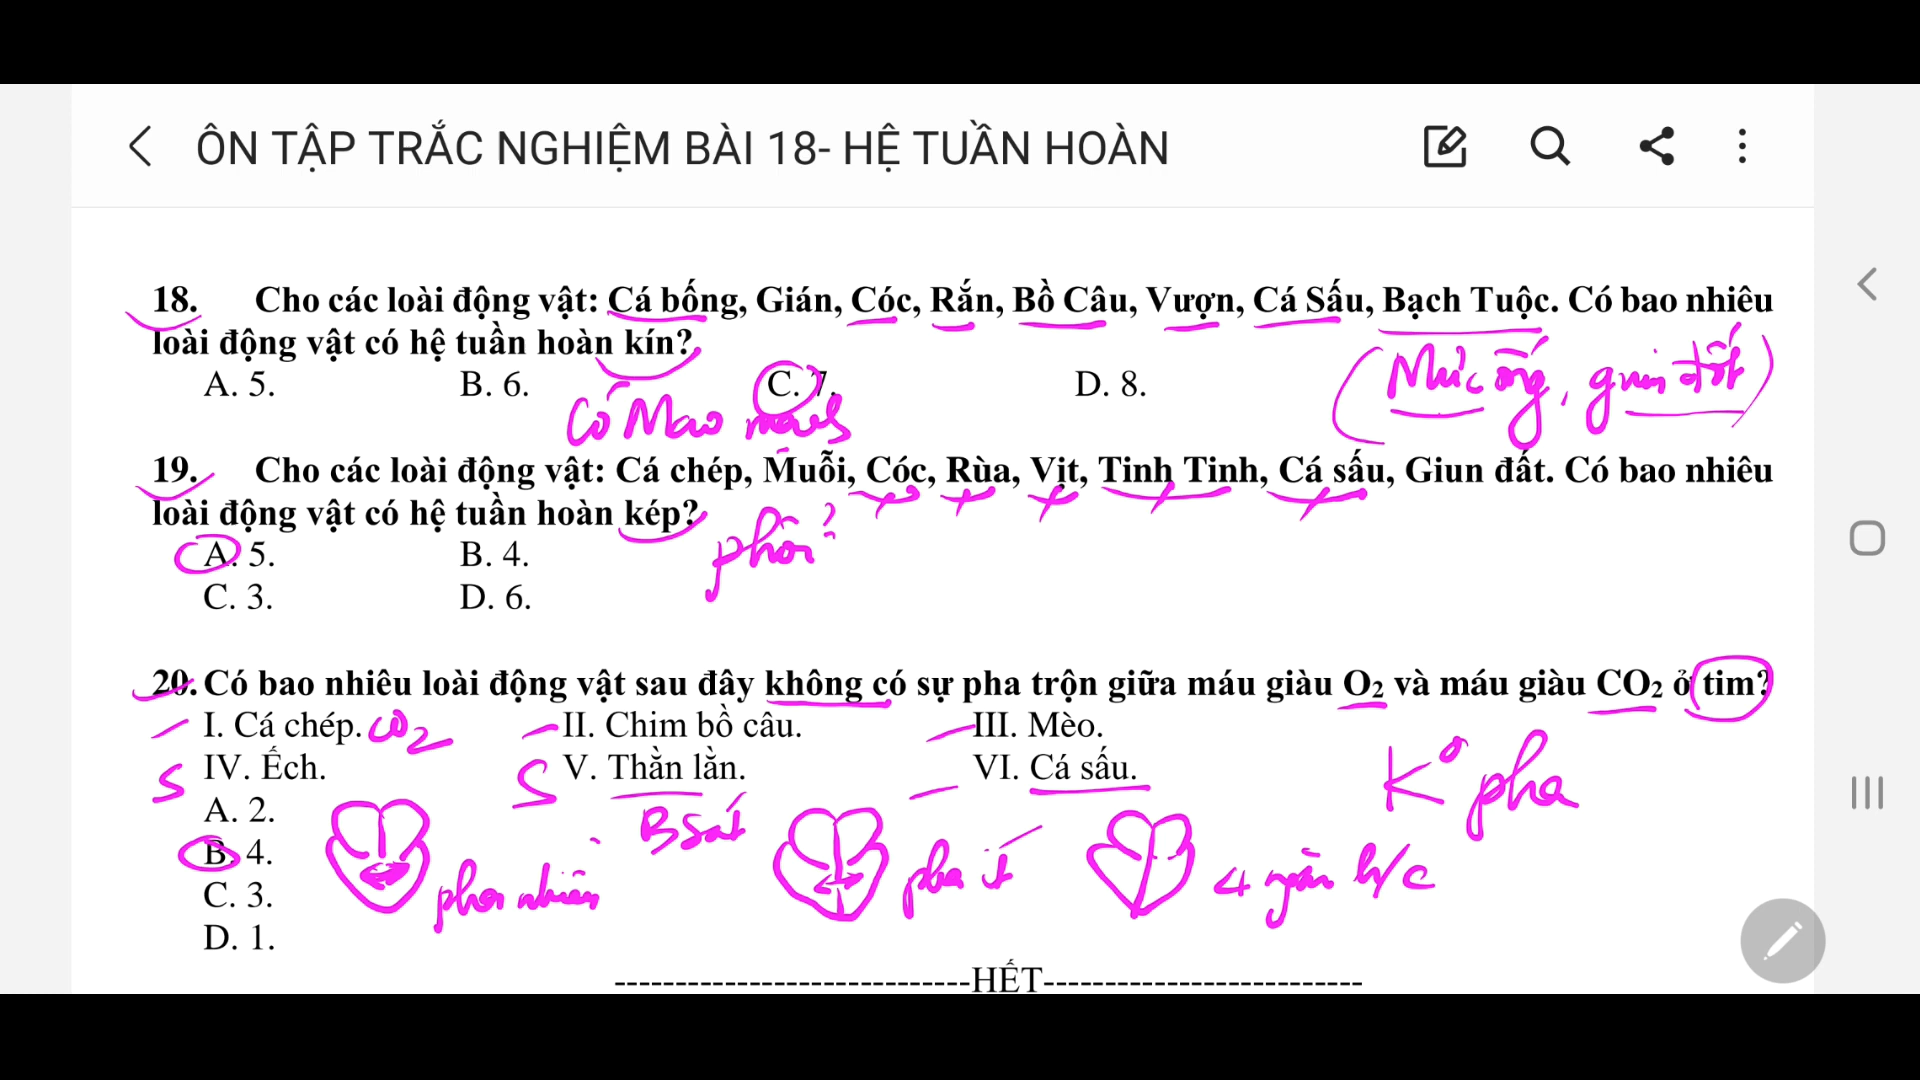 ÔN TẬP TRẮC NGHIỆM BÀI 18- HỆ TUẦN HOÀN
18. Cho các loài động vật: Cá bống, Gián, Cóc, Rắn, Bồ Câu, Vượn, Cá Sấu, Bạch Tuộc. Có bao nhiêu
loài động vật có hệ tuần hoàn kín?
A. 5. B. 6. C. 7. D. 8.
Có Mao mạch
(Mực ống, giun đốt)
19. Cho các loài động vật: Cá chép, Muỗi, Cóc, Rùa, Vịt, Tinh Tinh, Cá sấu, Giun đất. Có bao nhiêu
loài động vật có hệ tuần hoàn kép?
phổi?
A. 5. B. 4.
C. 3. D. 6.
20. Có bao nhiêu loài động vật sau đây không có sự pha trộn giữa máu giàu O2 và máu giàu CO2 ở tim?
I. Cá chép. CO2 II. Chim bồ câu. III. Mèo.
S IV. Ếch. S V. Thằn lằn. VI. Cá sấu.
K° pha
A. 2.
B Sát
B. 4.
pha nhiều
pha ít
4 ngăn h/c
C. 3.
D. 1.
----------------------------HẾT--------------------------